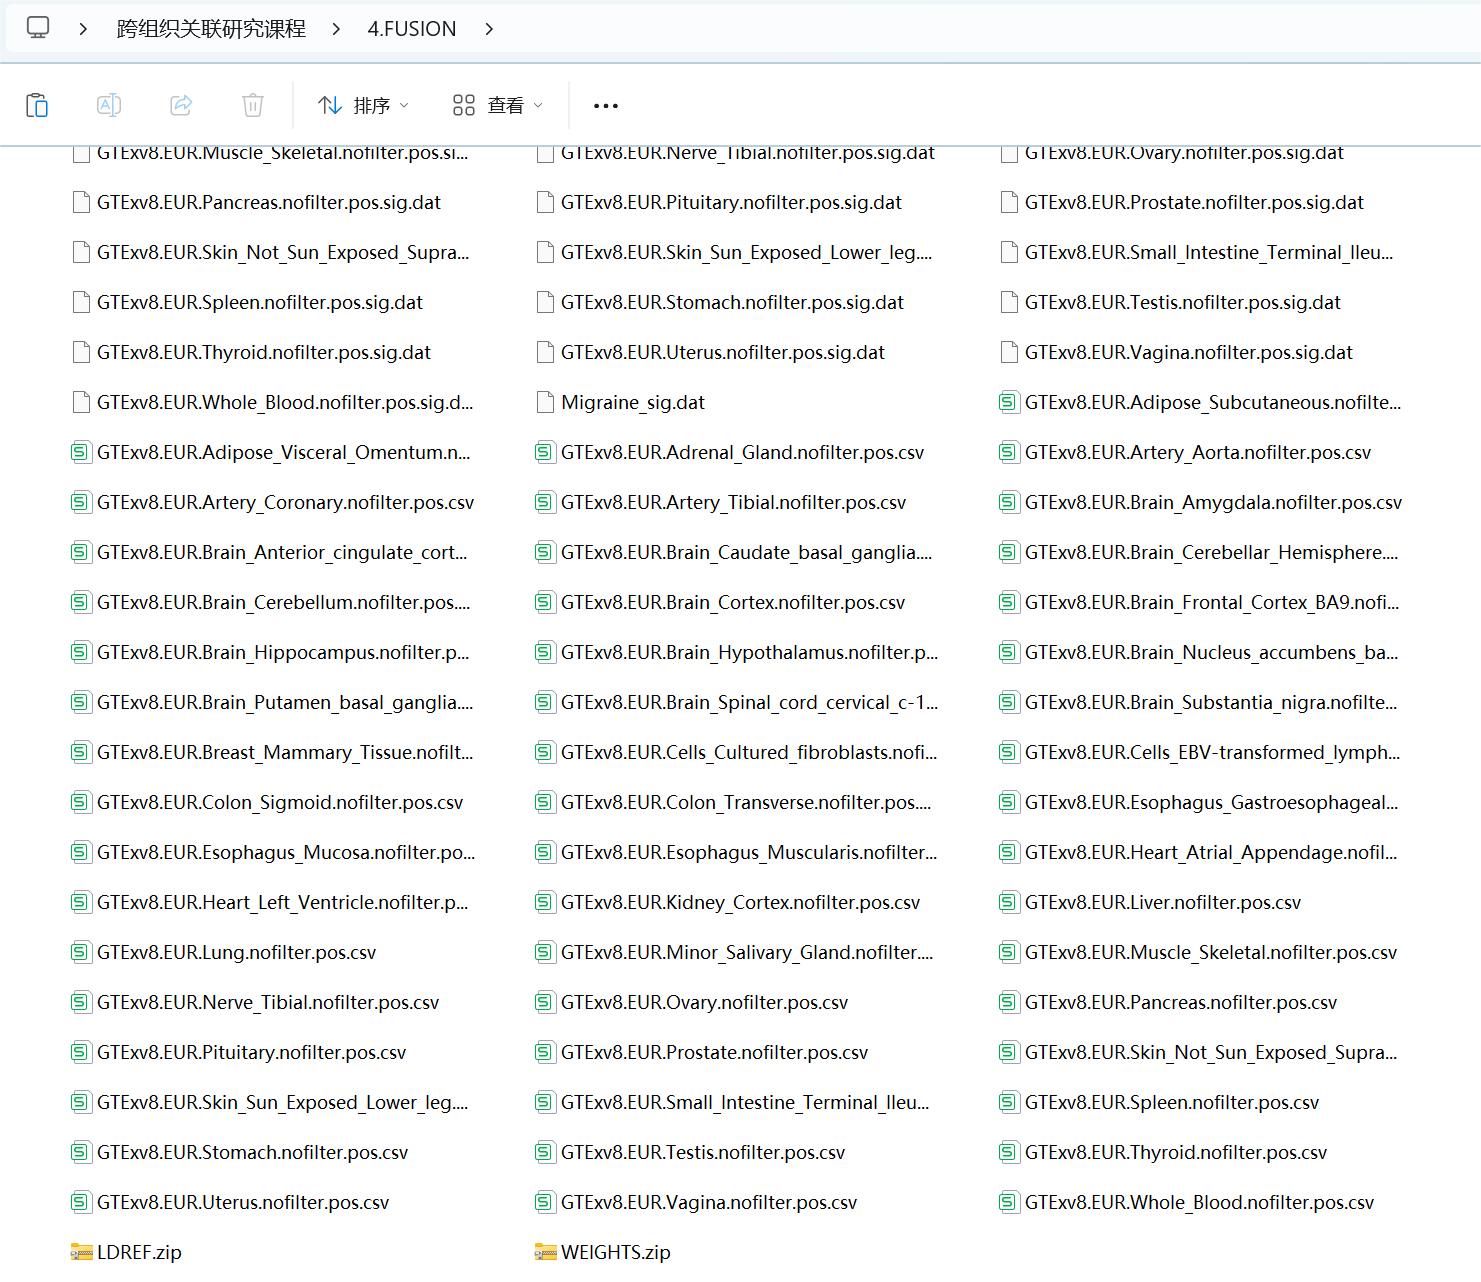 跨组织关联研究课程 4.FUSION
排序 查看
GTExv8.EUR.Muscle_Skeletal.nofilter.pos.si... GTExv8.EUR.Nerve_Tibial.nofilter.pos.sig.dat GTExv8.EUR.Ovary.nofilter.pos.sig.dat
GTExv8.EUR.Pancreas.nofilter.pos.sig.dat GTExv8.EUR.Pituitary.nofilter.pos.sig.dat GTExv8.EUR.Prostate.nofilter.pos.sig.dat
GTExv8.EUR.Skin_Not_Sun_Exposed_Supra... GTExv8.EUR.Skin_Sun_Exposed_Lower_leg.... GTExv8.EUR.Small_Intestine_Terminal_Ileu...
GTExv8.EUR.Spleen.nofilter.pos.sig.dat GTExv8.EUR.Stomach.nofilter.pos.sig.dat GTExv8.EUR.Testis.nofilter.pos.sig.dat
GTExv8.EUR.Thyroid.nofilter.pos.sig.dat GTExv8.EUR.Uterus.nofilter.pos.sig.dat GTExv8.EUR.Vagina.nofilter.pos.sig.dat
GTExv8.EUR.Whole_Blood.nofilter.pos.sig.d... Migraine_sig.dat GTExv8.EUR.Adipose_Subcutaneous.nofilte...
GTExv8.EUR.Adipose_Visceral_Omentum.n... GTExv8.EUR.Adrenal_Gland.nofilter.pos.csv GTExv8.EUR.Artery_Aorta.nofilter.pos.csv
GTExv8.EUR.Artery_Coronary.nofilter.pos.csv GTExv8.EUR.Artery_Tibial.nofilter.pos.csv GTExv8.EUR.Brain_Amygdala.nofilter.pos.csv
GTExv8.EUR.Brain_Anterior_cingulate_cort... GTExv8.EUR.Brain_Caudate_basal_ganglia.... GTExv8.EUR.Brain_Cerebellar_Hemisphere....
GTExv8.EUR.Brain_Cerebellum.nofilter.pos.... GTExv8.EUR.Brain_Cortex.nofilter.pos.csv GTExv8.EUR.Brain_Frontal_Cortex_BA9.nofi...
GTExv8.EUR.Brain_Hippocampus.nofilter.p... GTExv8.EUR.Brain_Hypothalamus.nofilter.p... GTExv8.EUR.Brain_Nucleus_accumbens_ba...
GTExv8.EUR.Brain_Putamen_basal_ganglia.... GTExv8.EUR.Brain_Spinal_cord_cervical_c-1... GTExv8.EUR.Brain_Substantia_nigra.nofilte...
GTExv8.EUR.Breast_Mammary_Tissue.nofilt... GTExv8.EUR.Cells_Cultured_fibroblasts.nofi... GTExv8.EUR.Cells_EBV-transformed_lymph...
GTExv8.EUR.Colon_Sigmoid.nofilter.pos.csv GTExv8.EUR.Colon_Transverse.nofilter.pos.... GTExv8.EUR.Esophagus_Gastroesophageal...
GTExv8.EUR.Esophagus_Mucosa.nofilter.po... GTExv8.EUR.Esophagus_Muscularis.nofilter... GTExv8.EUR.Heart_Atrial_Appendage.nofil...
GTExv8.EUR.Heart_Left_Ventricle.nofilter.p... GTExv8.EUR.Kidney_Cortex.nofilter.pos.csv GTExv8.EUR.Liver.nofilter.pos.csv
GTExv8.EUR.Lung.nofilter.pos.csv GTExv8.EUR.Minor_Salivary_Gland.nofilter.... GTExv8.EUR.Muscle_Skeletal.nofilter.pos.csv
GTExv8.EUR.Nerve_Tibial.nofilter.pos.csv GTExv8.EUR.Ovary.nofilter.pos.csv GTExv8.EUR.Pancreas.nofilter.pos.csv
GTExv8.EUR.Pituitary.nofilter.pos.csv GTExv8.EUR.Prostate.nofilter.pos.csv GTExv8.EUR.Skin_Not_Sun_Exposed_Supra...
GTExv8.EUR.Skin_Sun_Exposed_Lower_leg.... GTExv8.EUR.Small_Intestine_Terminal_Ileu... GTExv8.EUR.Spleen.nofilter.pos.csv
GTExv8.EUR.Stomach.nofilter.pos.csv GTExv8.EUR.Testis.nofilter.pos.csv GTExv8.EUR.Thyroid.nofilter.pos.csv
GTExv8.EUR.Uterus.nofilter.pos.csv GTExv8.EUR.Vagina.nofilter.pos.csv GTExv8.EUR.Whole_Blood.nofilter.pos.csv
LDREF.zip WEIGHTS.zip